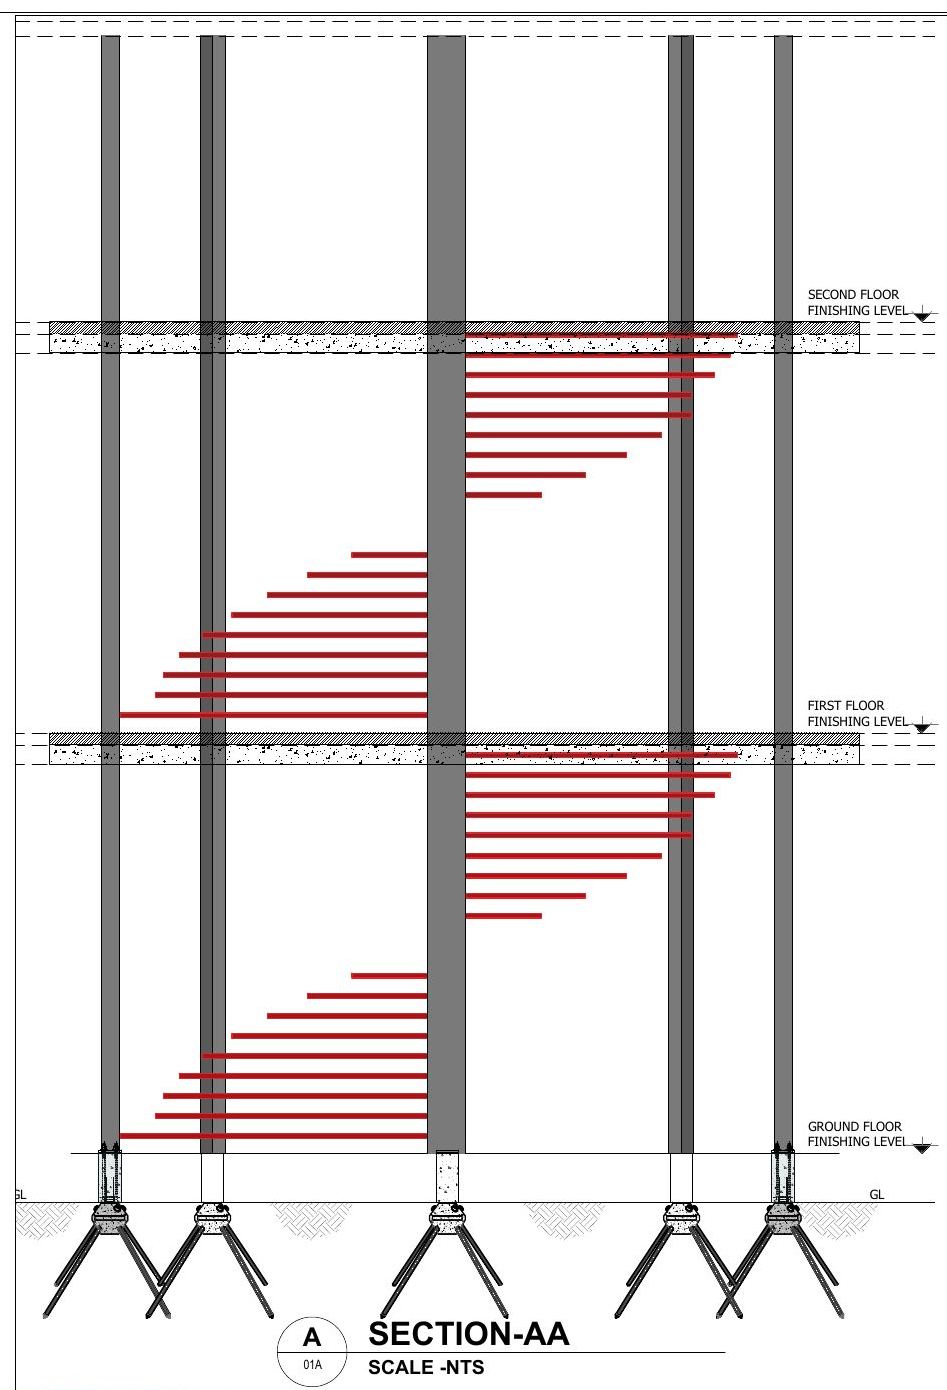 SECOND FLOOR
FINISHING LEVEL
FIRST FLOOR
FINISHING LEVEL
GROUND FLOOR
FINISHING LEVEL
GL
GL
A
SECTION-AA
01A
SCALE -NTS